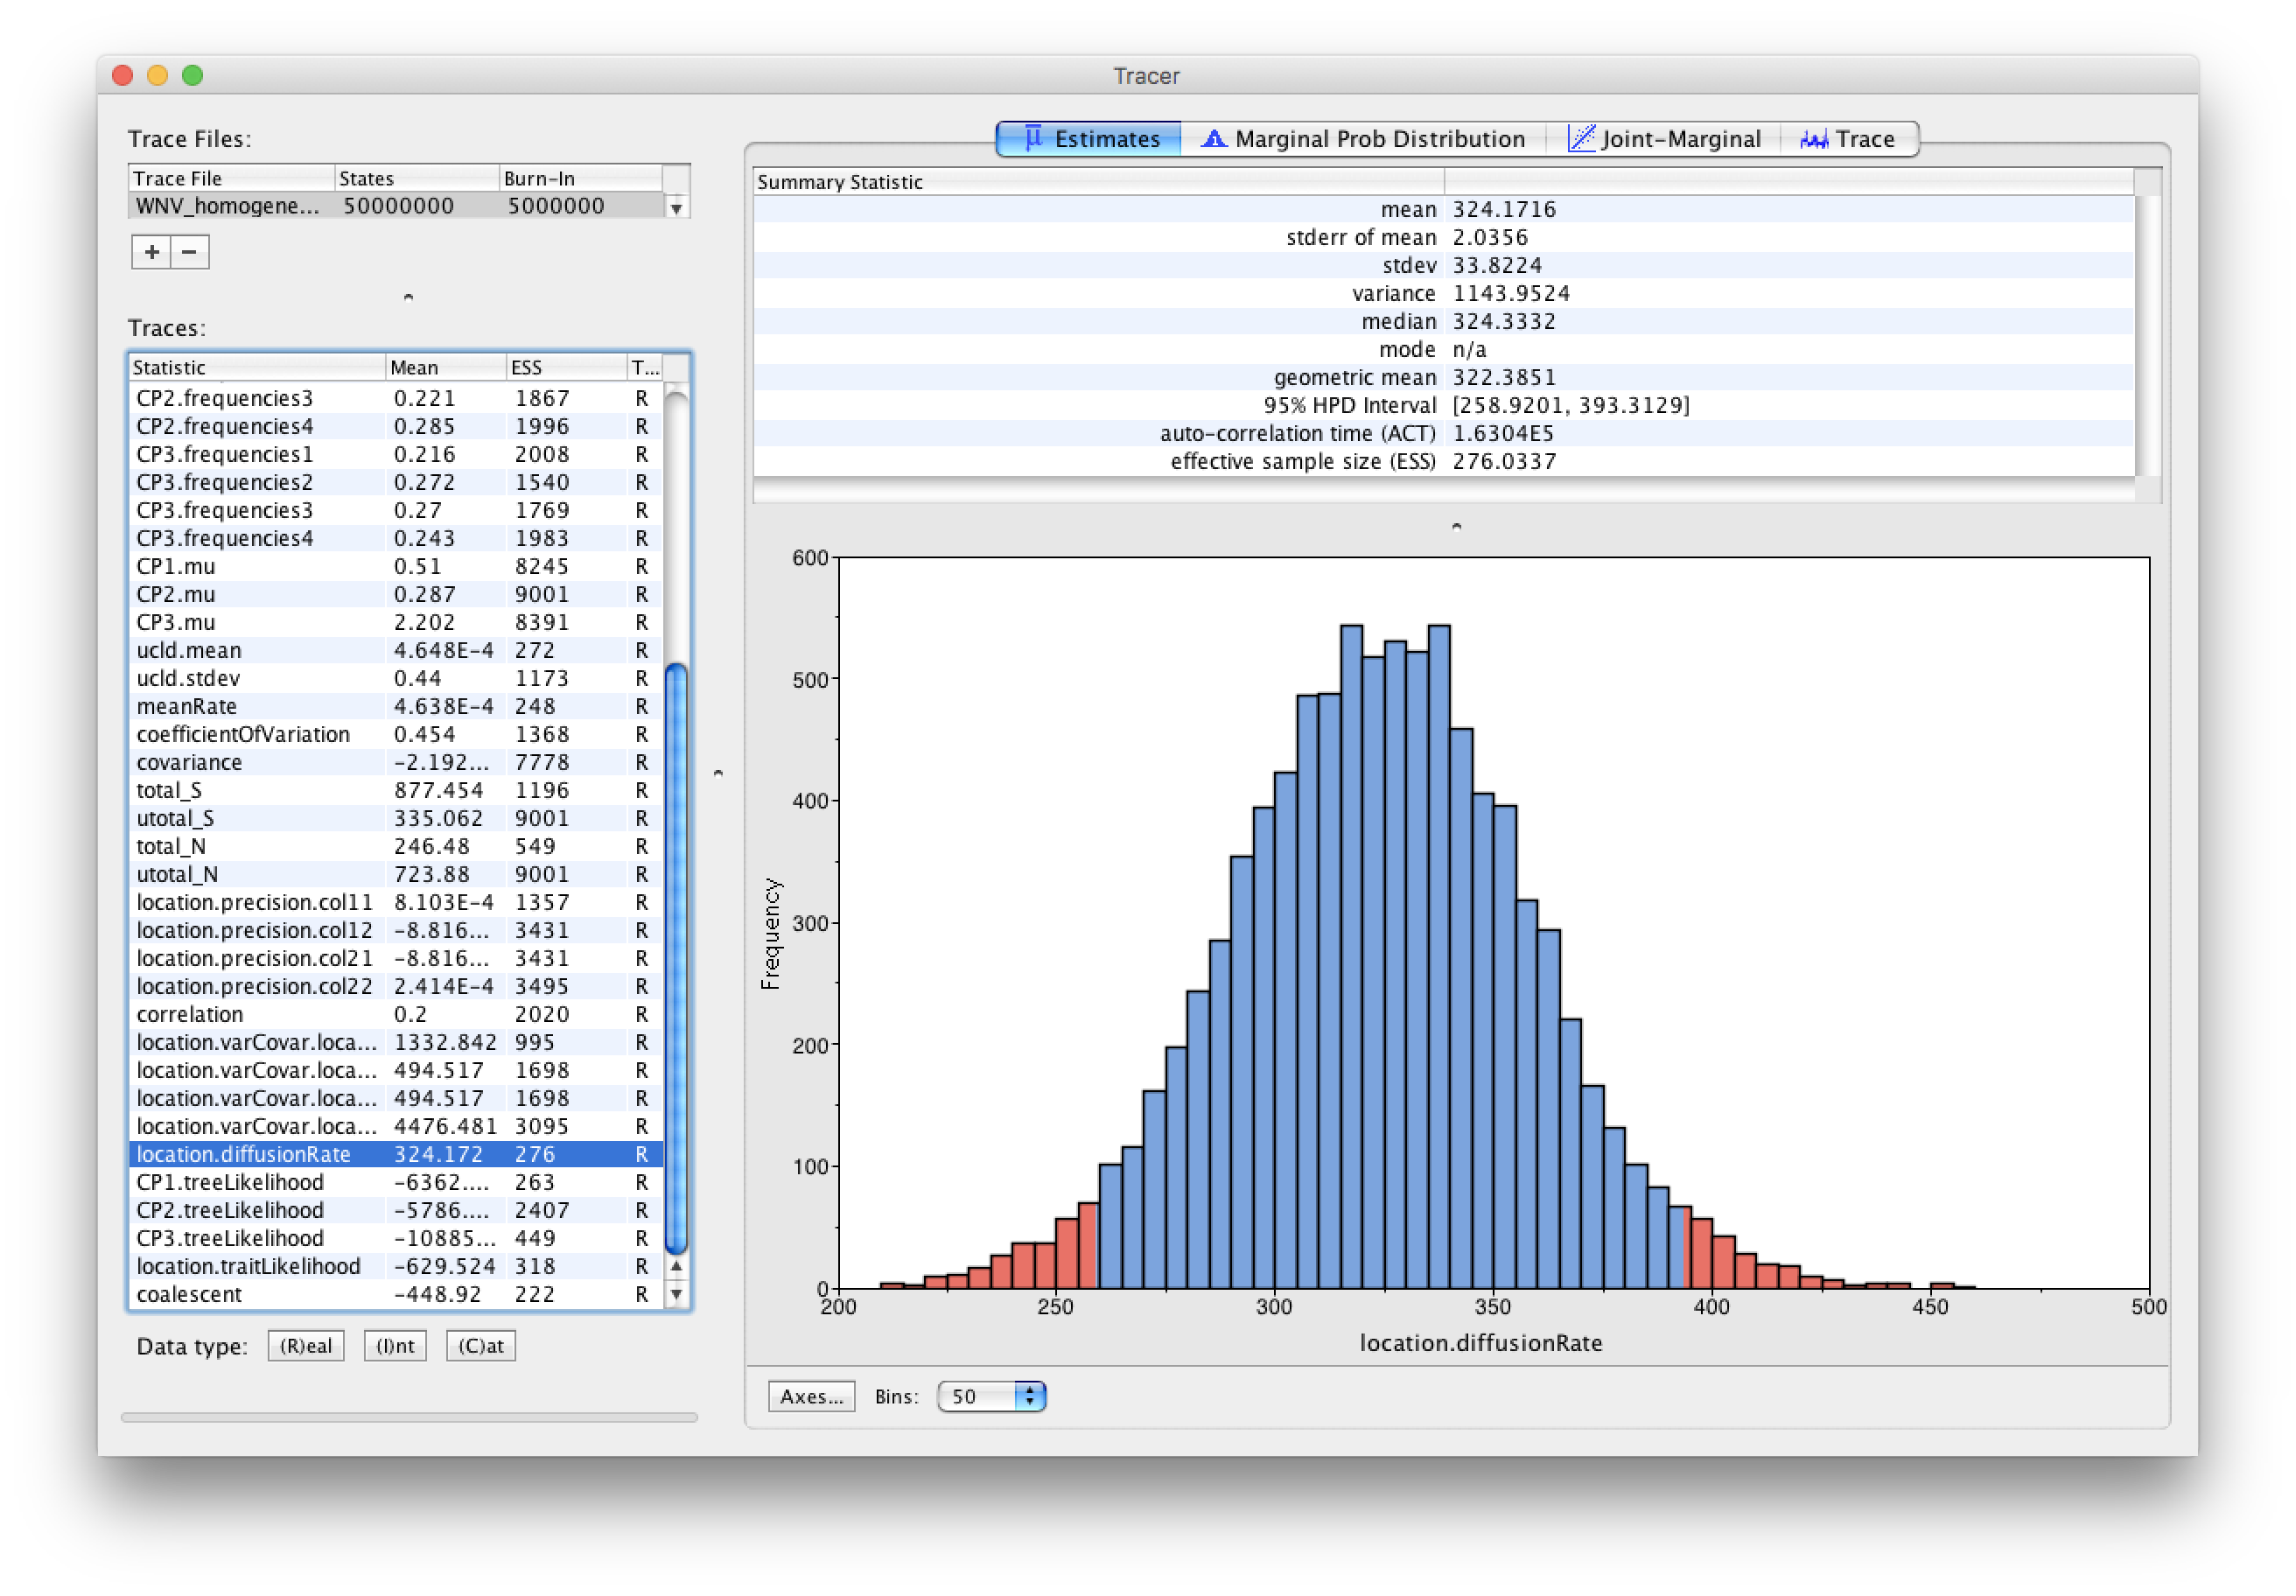 Tracer
Trace Files:
Trace File States Burn-In
WNV_homogene... 50000000 5000000
+ −
Traces:
Statistic Mean ESS T...
CP2.frequencies3 0.221 1867 R
CP2.frequencies4 0.285 1996 R
CP3.frequencies1 0.216 2008 R
CP3.frequencies2 0.272 1540 R
CP3.frequencies3 0.27 1769 R
CP3.frequencies4 0.243 1983 R
CP1.mu 0.51 8245 R
CP2.mu 0.287 9001 R
CP3.mu 2.202 8391 R
ucld.mean 4.648E-4 272 R
ucld.stdev 0.44 1173 R
meanRate 4.638E-4 248 R
coefficientOfVariation 0.454 1368 R
covariance -2.192... 7778 R
total_S 877.454 1196 R
utotal_S 335.062 9001 R
total_N 246.48 549 R
utotal_N 723.88 9001 R
location.precision.col11 8.103E-4 1357 R
location.precision.col12 -8.816... 3431 R
location.precision.col21 -8.816... 3431 R
location.precision.col22 2.414E-4 3495 R
correlation 0.2 2020 R
location.varCovar.loca... 1332.842 995 R
location.varCovar.loca... 494.517 1698 R
location.varCovar.loca... 494.517 1698 R
location.varCovar.loca... 4476.481 3095 R
location.diffusionRate 324.172 276 R
CP1.treeLikelihood -6362.... 263 R
CP2.treeLikelihood -5786.... 2407 R
CP3.treeLikelihood -10885... 449 R
location.traitLikelihood -629.524 318 R
coalescent -448.92 222 R
Data type: (R)eal (I)nt (C)at
Estimates Marginal Prob Distribution Joint-Marginal Trace
Summary Statistic
mean 324.1716
stderr of mean 2.0356
stdev 33.8224
variance 1143.9524
median 324.3332
mode n/a
geometric mean 322.3851
95% HPD Interval [258.9201, 393.3129]
auto-correlation time (ACT) 1.6304E5
effective sample size (ESS) 276.0337
600
500
400
300
200
100
0
Frequency
200 250 300 350 400 450 500
location.diffusionRate
Axes... Bins: 50